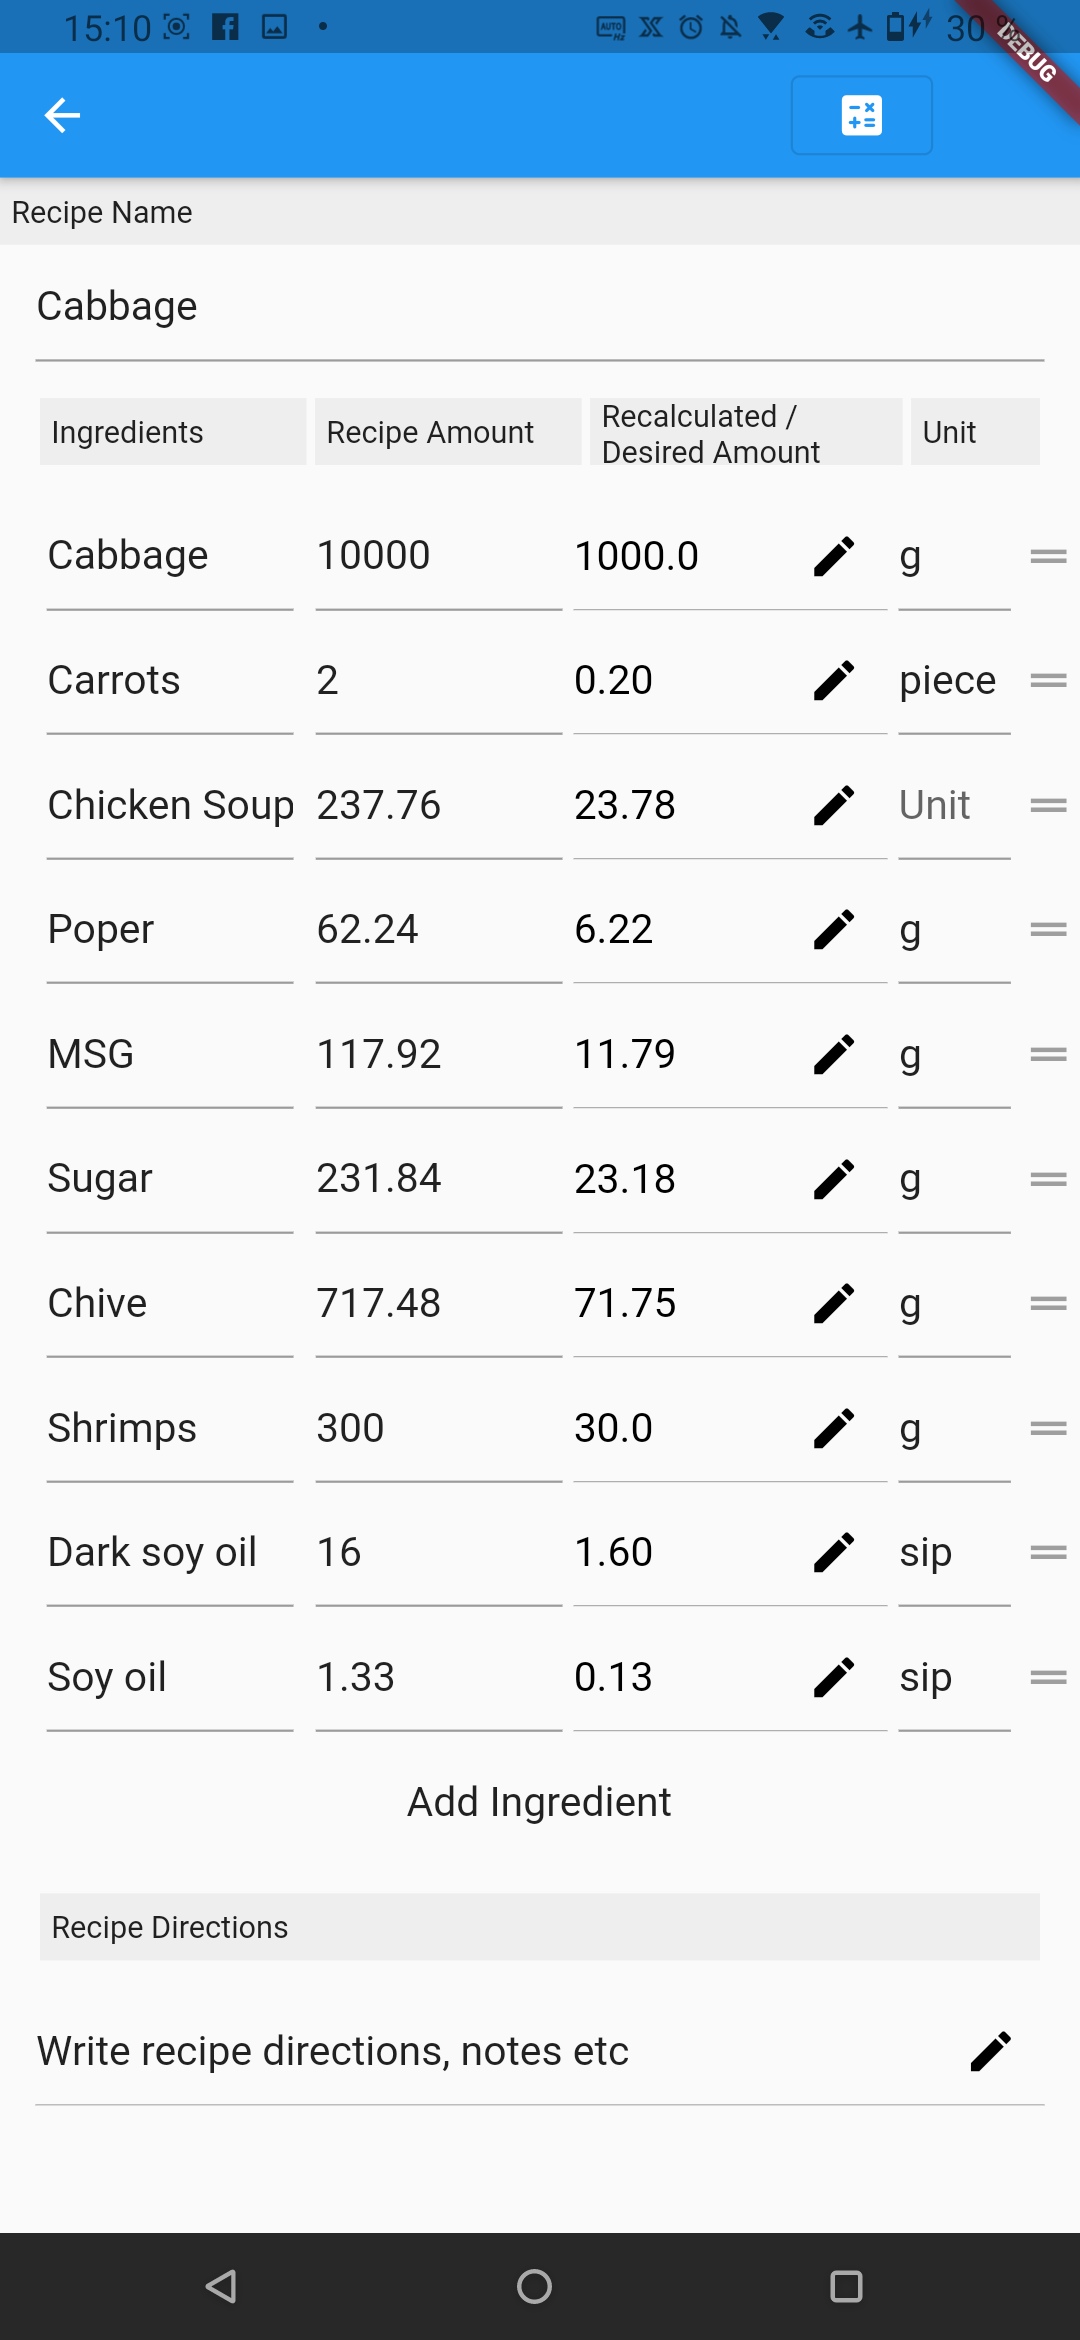 15:10 AUTO Hz 30 %
DEBUG
Recipe Name
Cabbage
Ingredients Recipe Amount Recalculated / Desired Amount Unit
Cabbage 10000 1000.0 g
Carrots 2 0.20 piece
Chicken Soup 237.76 23.78 Unit
Poper 62.24 6.22 g
MSG 117.92 11.79 g
Sugar 231.84 23.18 g
Chive 717.48 71.75 g
Shrimps 300 30.0 g
Dark soy oil 16 1.60 sip
Soy oil 1.33 0.13 sip
Add Ingredient
Recipe Directions
Write recipe directions, notes etc